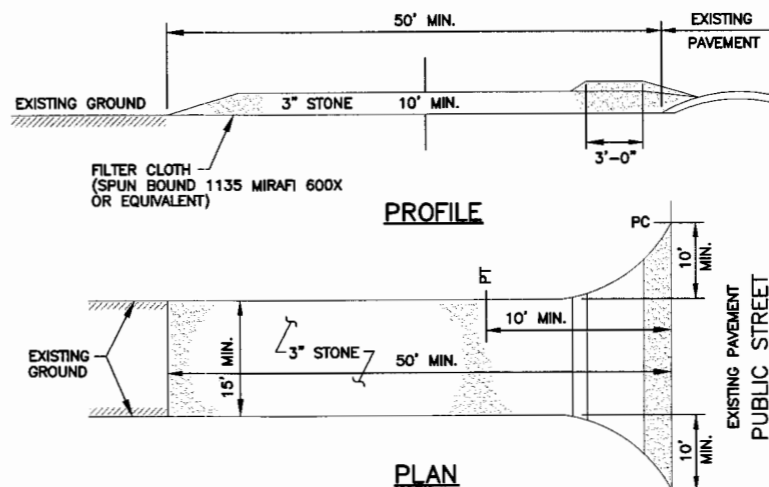 50' MIN.
EXISTING
PAVEMENT
EXISTING GROUND
3" STONE
10' MIN.
3'-0"
FILTER CLOTH
(SPUN BOUND 1135 MIRAFI 600X
OR EQUIVALENT)
PROFILE
PC
10'
MIN.
PT
10' MIN.
EXISTING
GROUND
15' MIN.
3" STONE
50' MIN.
EXISTING PAVEMENT
PUBLIC STREET
10'
MIN.
PLAN